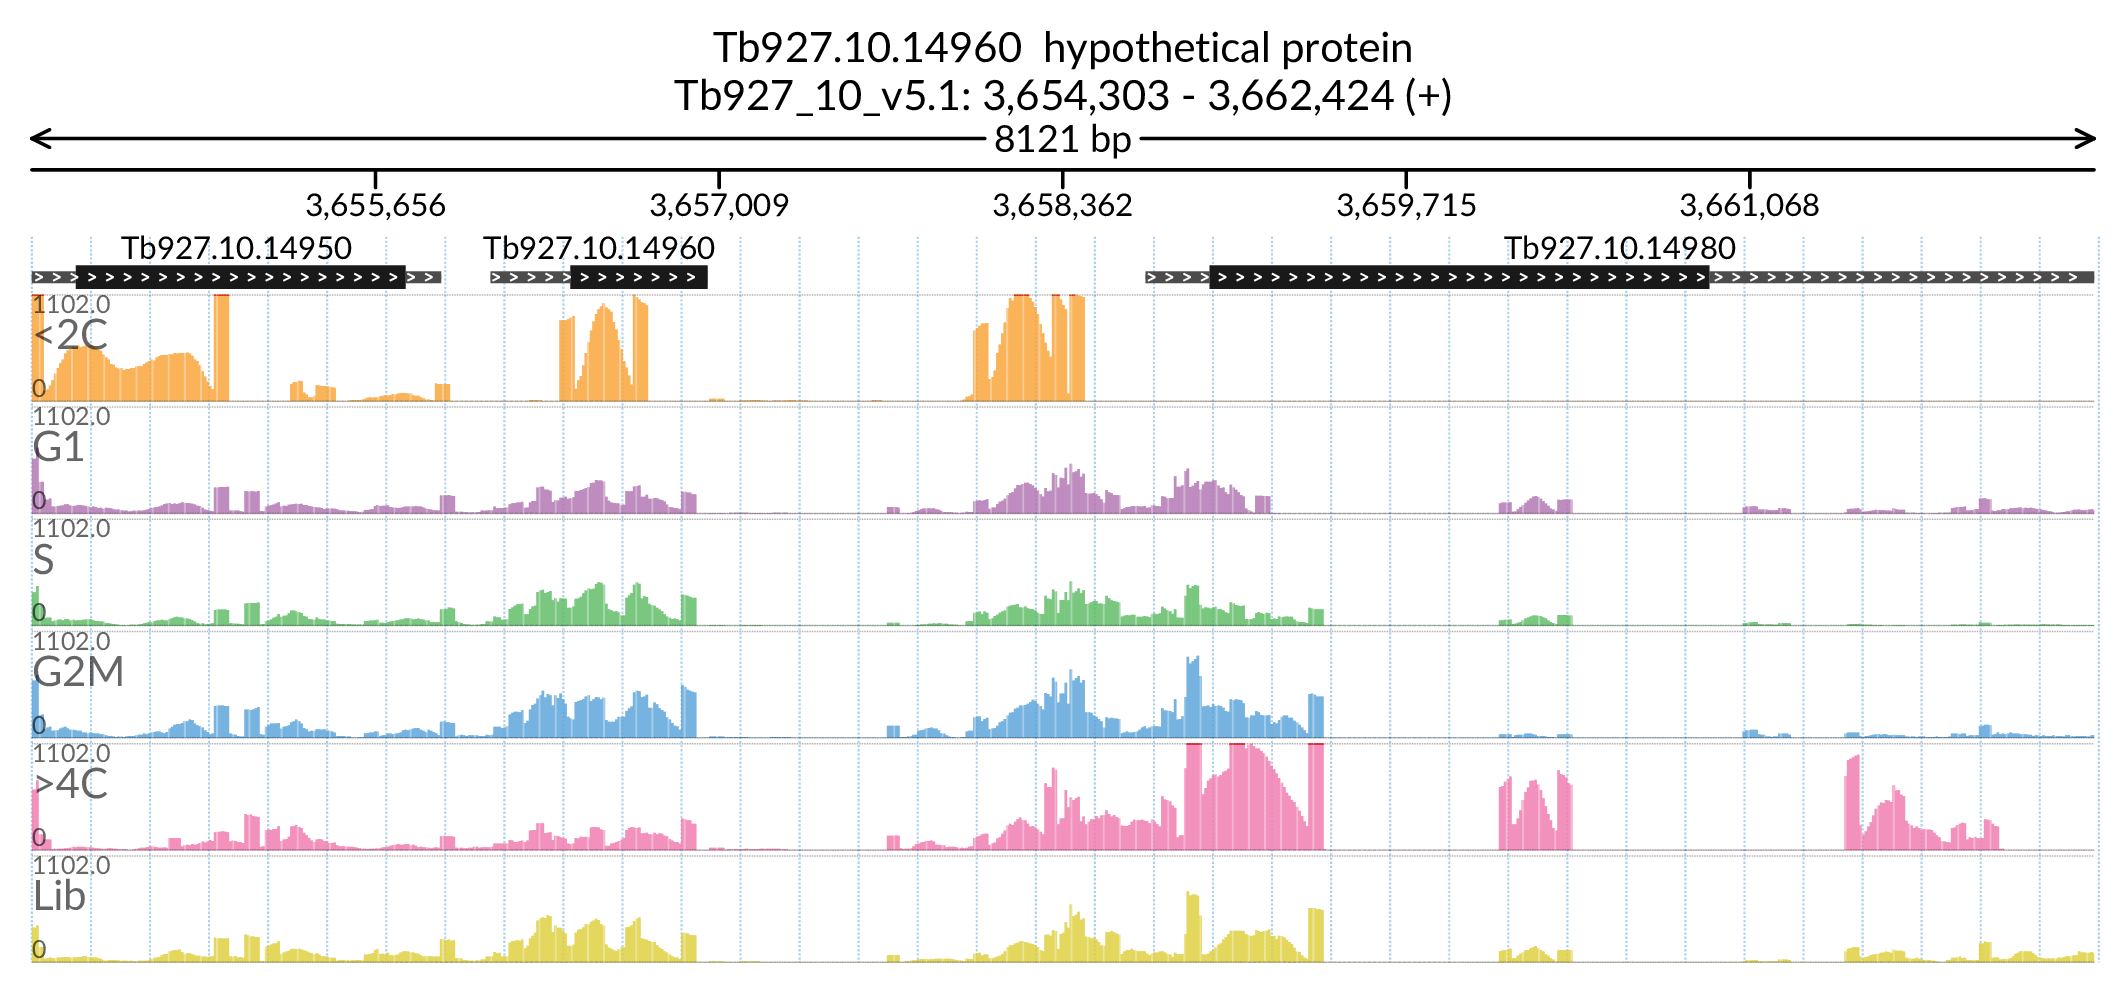 Tb927.10.14960 hypothetical protein
Tb927_10_v5.1: 3,654,303 - 3,662,424 (+)
8121 bp
3,655,656 3,657,009 3,658,362 3,659,715 3,661,068
Tb927.10.14950 Tb927.10.14960 Tb927.10.14980
1102.0
<2C
0
1102.0
G1
0
1102.0
S
0
1102.0
G2M
0
1102.0
>4C
0
1102.0
Lib
0